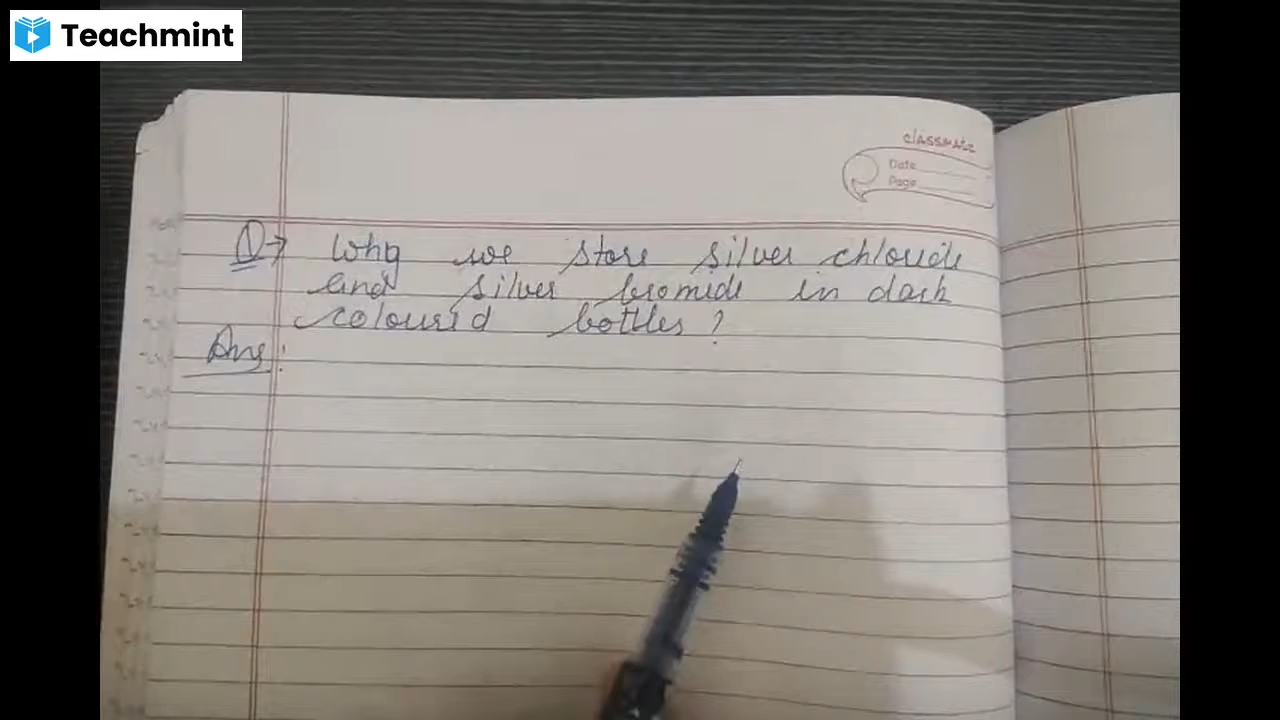 Teachmint
classmate
Date
Page
Q→ Why we store silver chloride
and silver bromide in dark
coloured bottles ?
Ans: